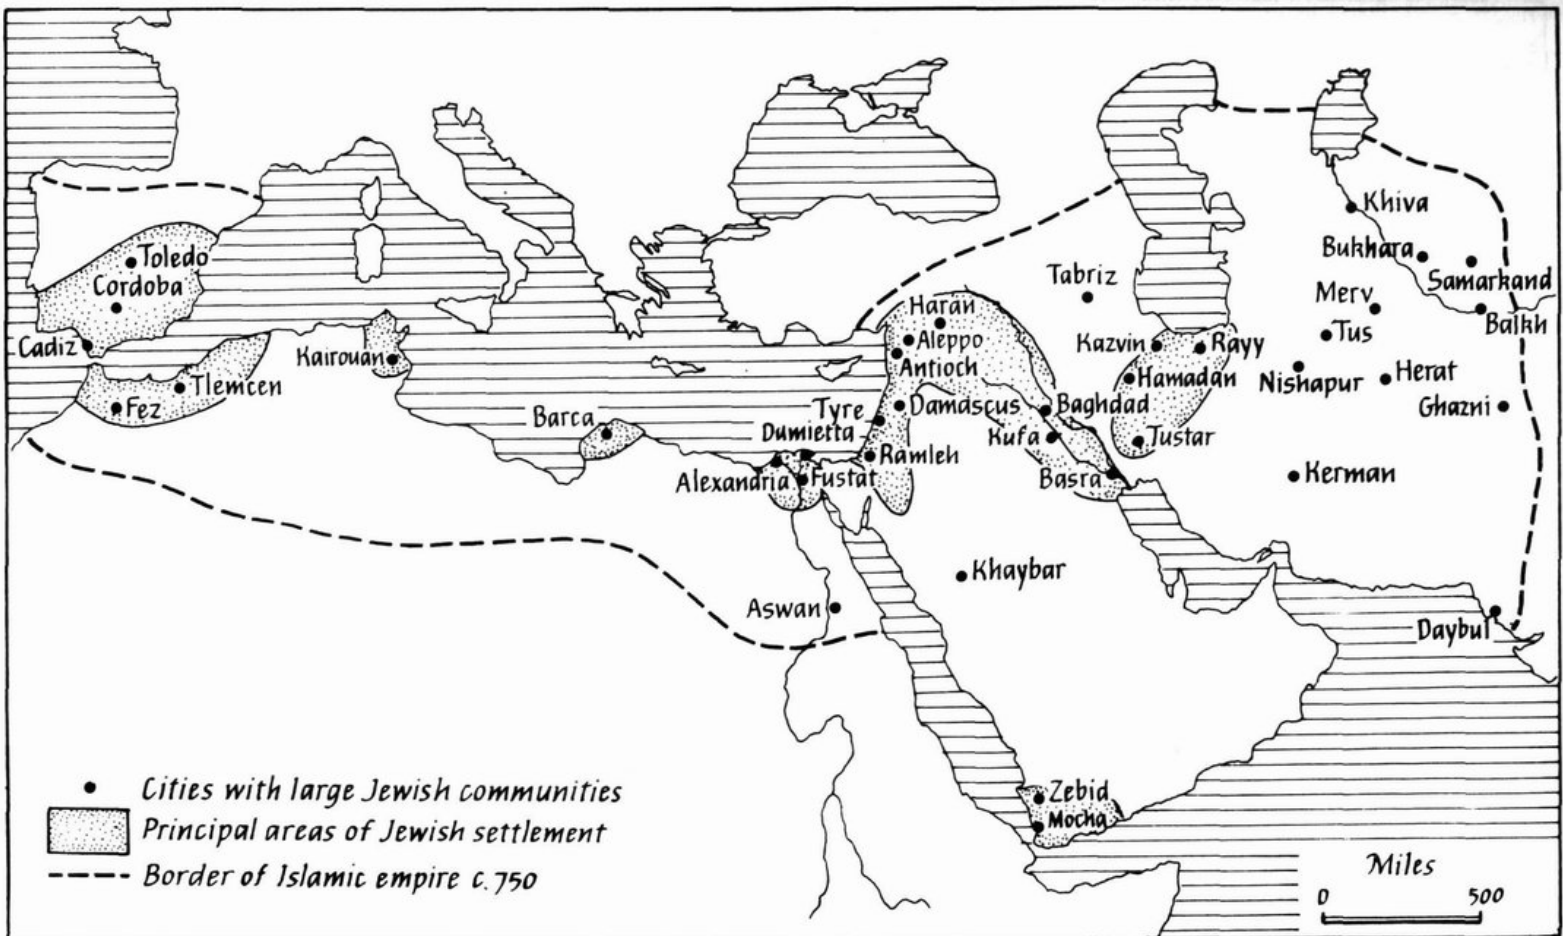 Toledo
Cordoba
Cadiz
Tlemcen
Fez
Kairouan
Barca
Haran
Aleppo
Antioch
Tyre
Damascus
Dumietta
Ramleh
Alexandria
Fustat
Baghdad
Kufa
Basra
Tabriz
Kazvin
Rayy
Hamadan
Tustar
Khiva
Bukhara
Samarkand
Merv
Balkh
Tus
Nishapur
Herat
Ghazni
Kerman
Khaybar
Aswan
Daybul
Zebid
Mocha
Cities with large Jewish communities
Principal areas of Jewish settlement
Border of Islamic empire c.750
Miles
0 500